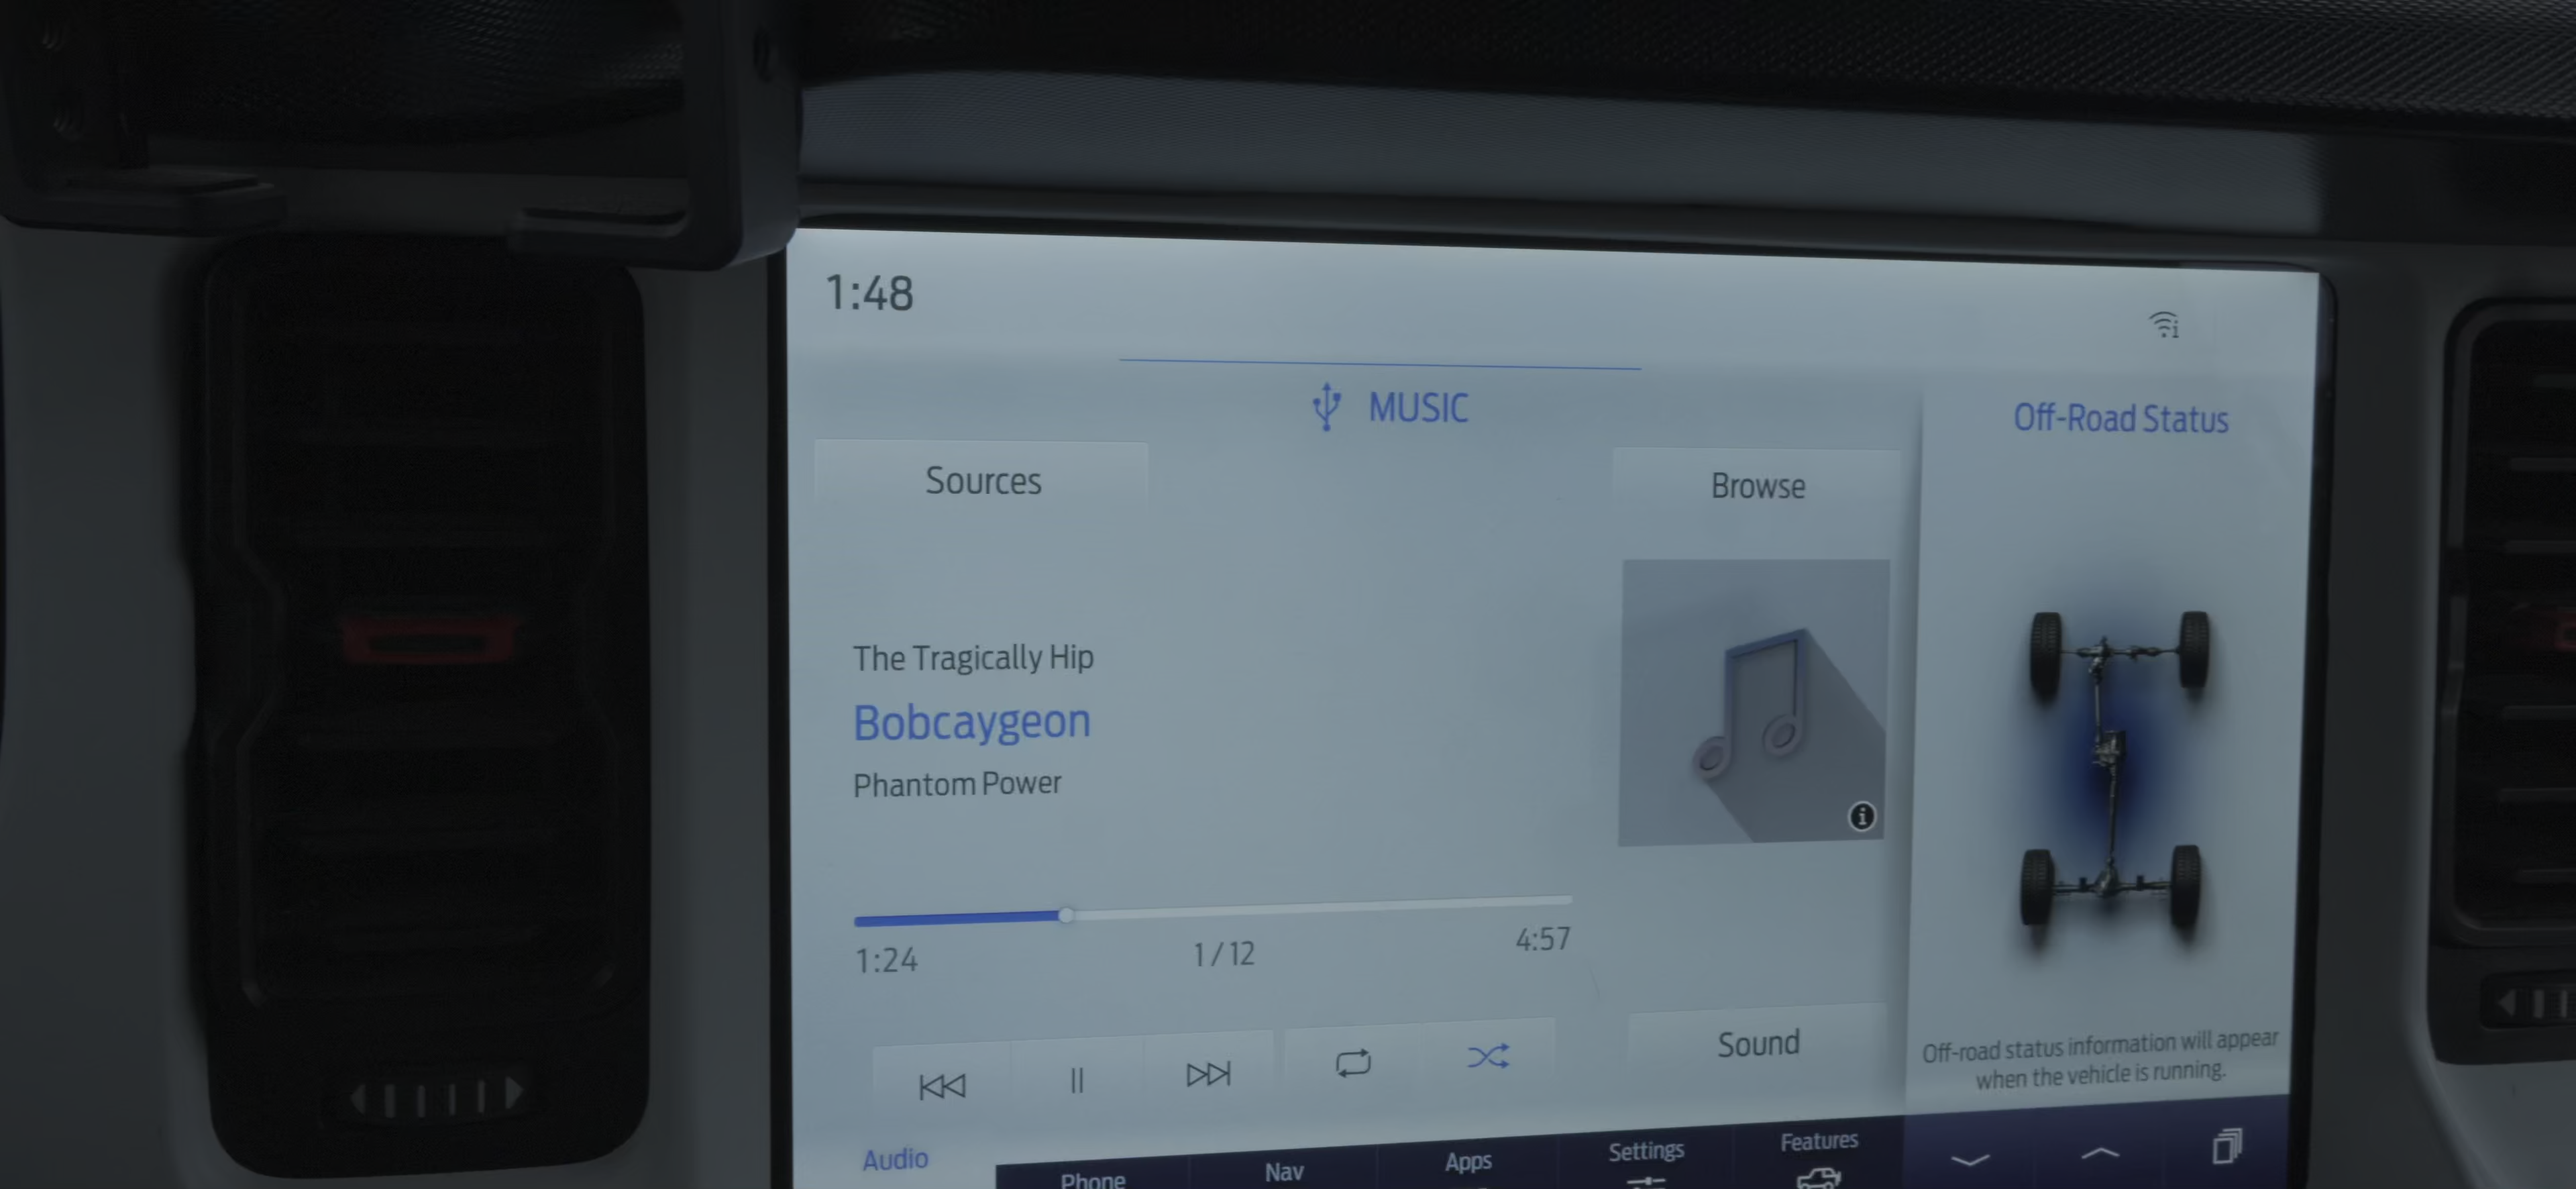 1:48
MUSIC
Off-Road Status
Sources
Browse
The Tragically Hip
Bobcaygeon
Phantom Power
1:24
1/12
4:57
Sound
Off-road status information will appear
when the vehicle is running.
Audio
Phone
Nav
Apps
Settings
Features